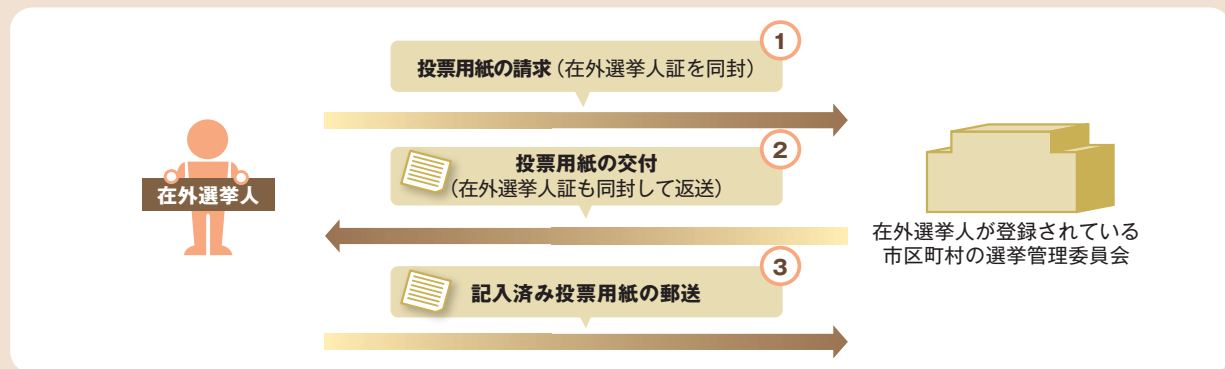 1
投票用紙の請求（在外選挙人証を同封）
2
投票用紙の交付
（在外選挙人証も同封して返送）
在外選挙人
在外選挙人が登録されている
市区町村の選挙管理委員会
3
記入済み投票用紙の郵送